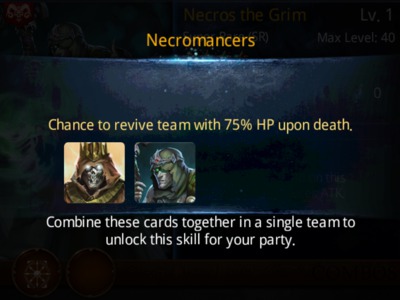 Necros the Grim
Lv. 1
Necromancers
Max Level: 40
Chance to revive team with 75% HP upon death.
Combine these cards together in a single team to
unlock this skill for your party.